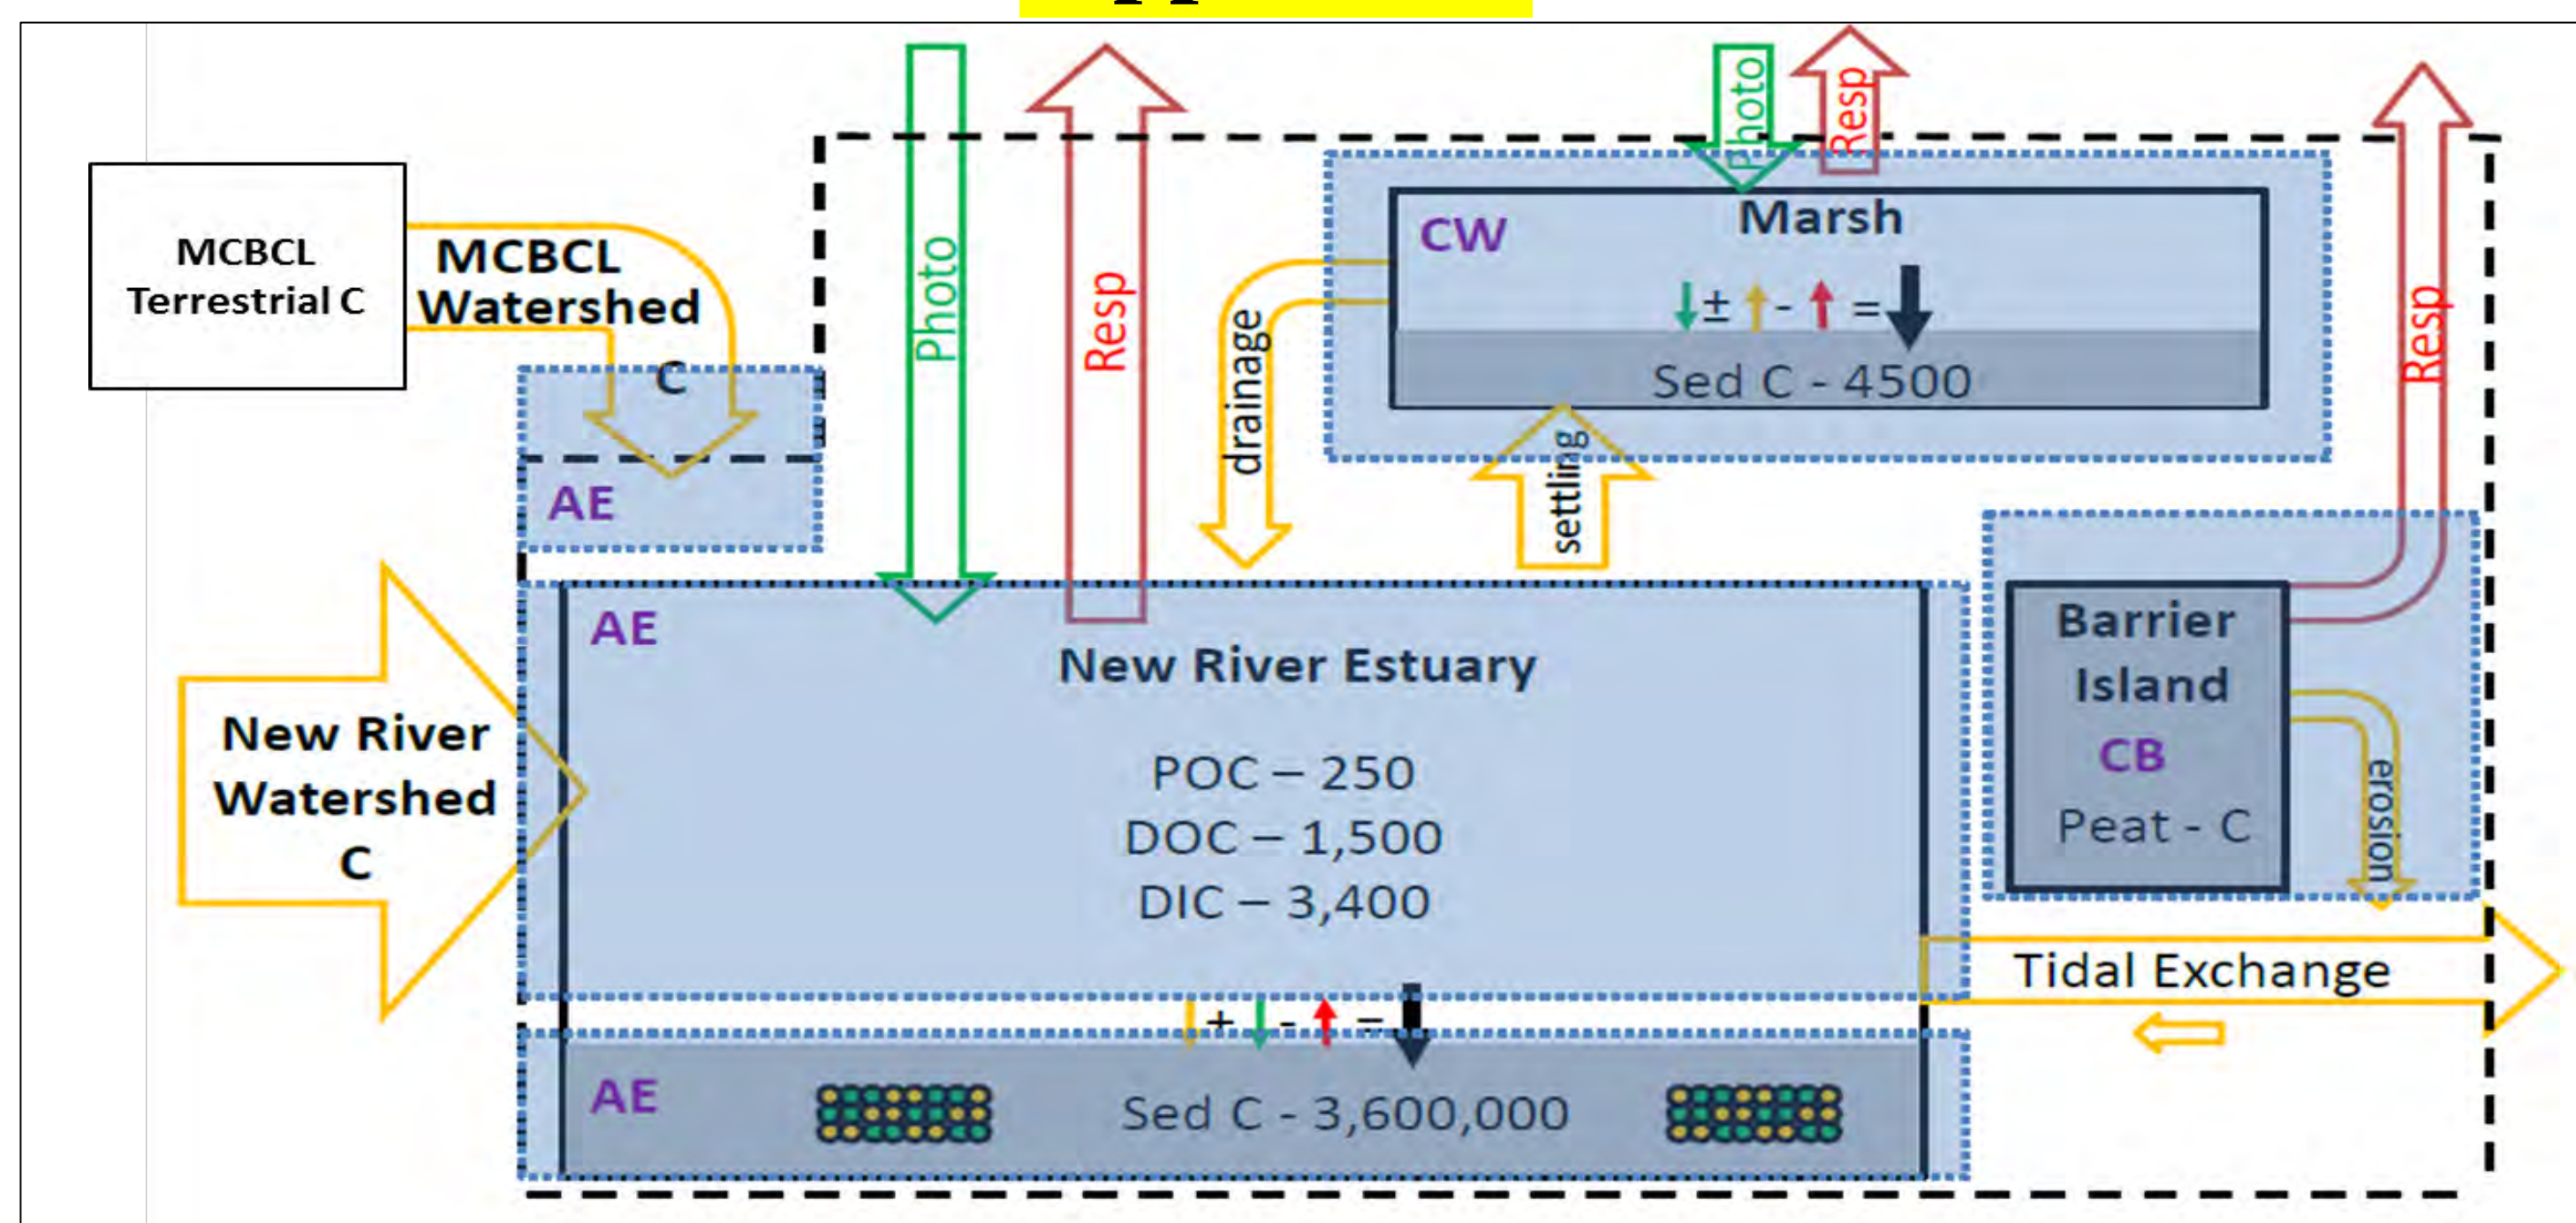 MCBCL
Terrestrial C
MCBCL
Watershed
C
AE
Photo
Resp
drainage
settling
Photo
Resp
CW
Marsh
± - =
Sed C - 4500
Resp
New River
Watershed
C
AE
New River Estuary
POC – 250
DOC – 1,500
DIC – 3,400
+ - =
AE
Sed C - 3,600,000
Barrier
Island
CB
Peat - C
erosion
Tidal Exchange